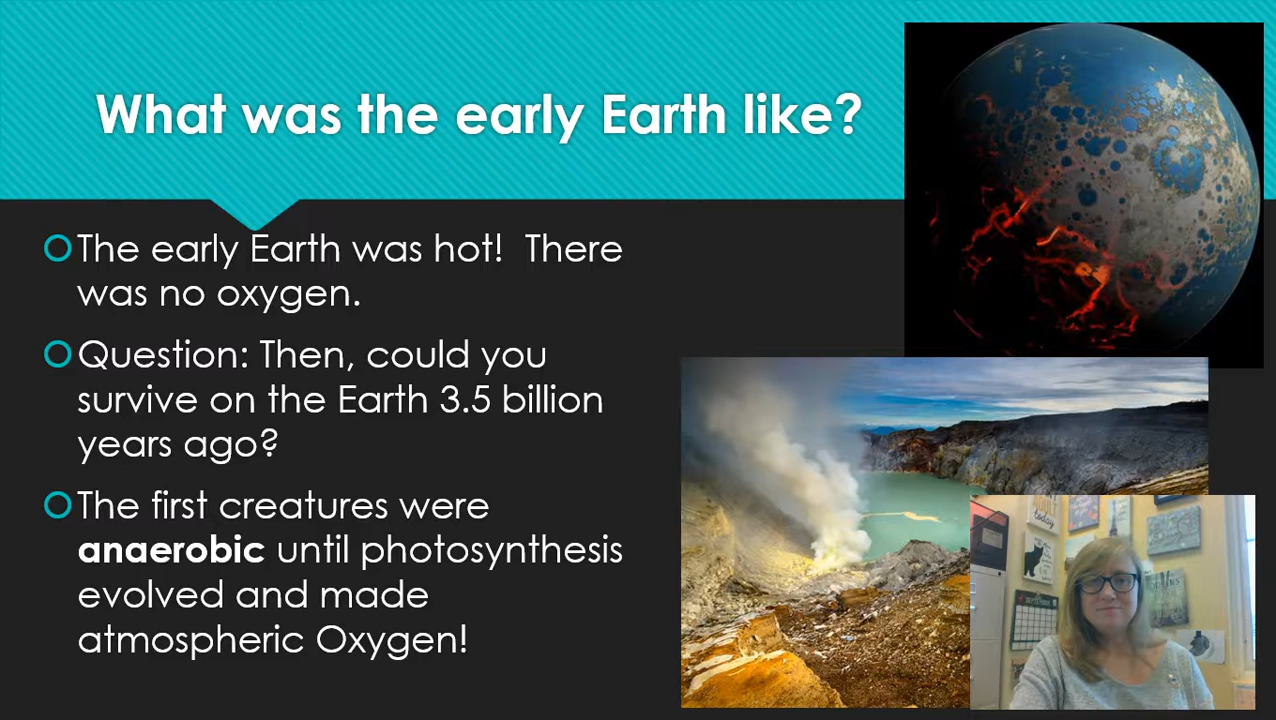 What was the early Earth like?
The early Earth was hot!  There
was no oxygen.
Question: Then, could you
survive on the Earth 3.5 billion
years ago?
The first creatures were
anaerobic until photosynthesis
evolved and made
atmospheric Oxygen!
today
SEPTEMBER